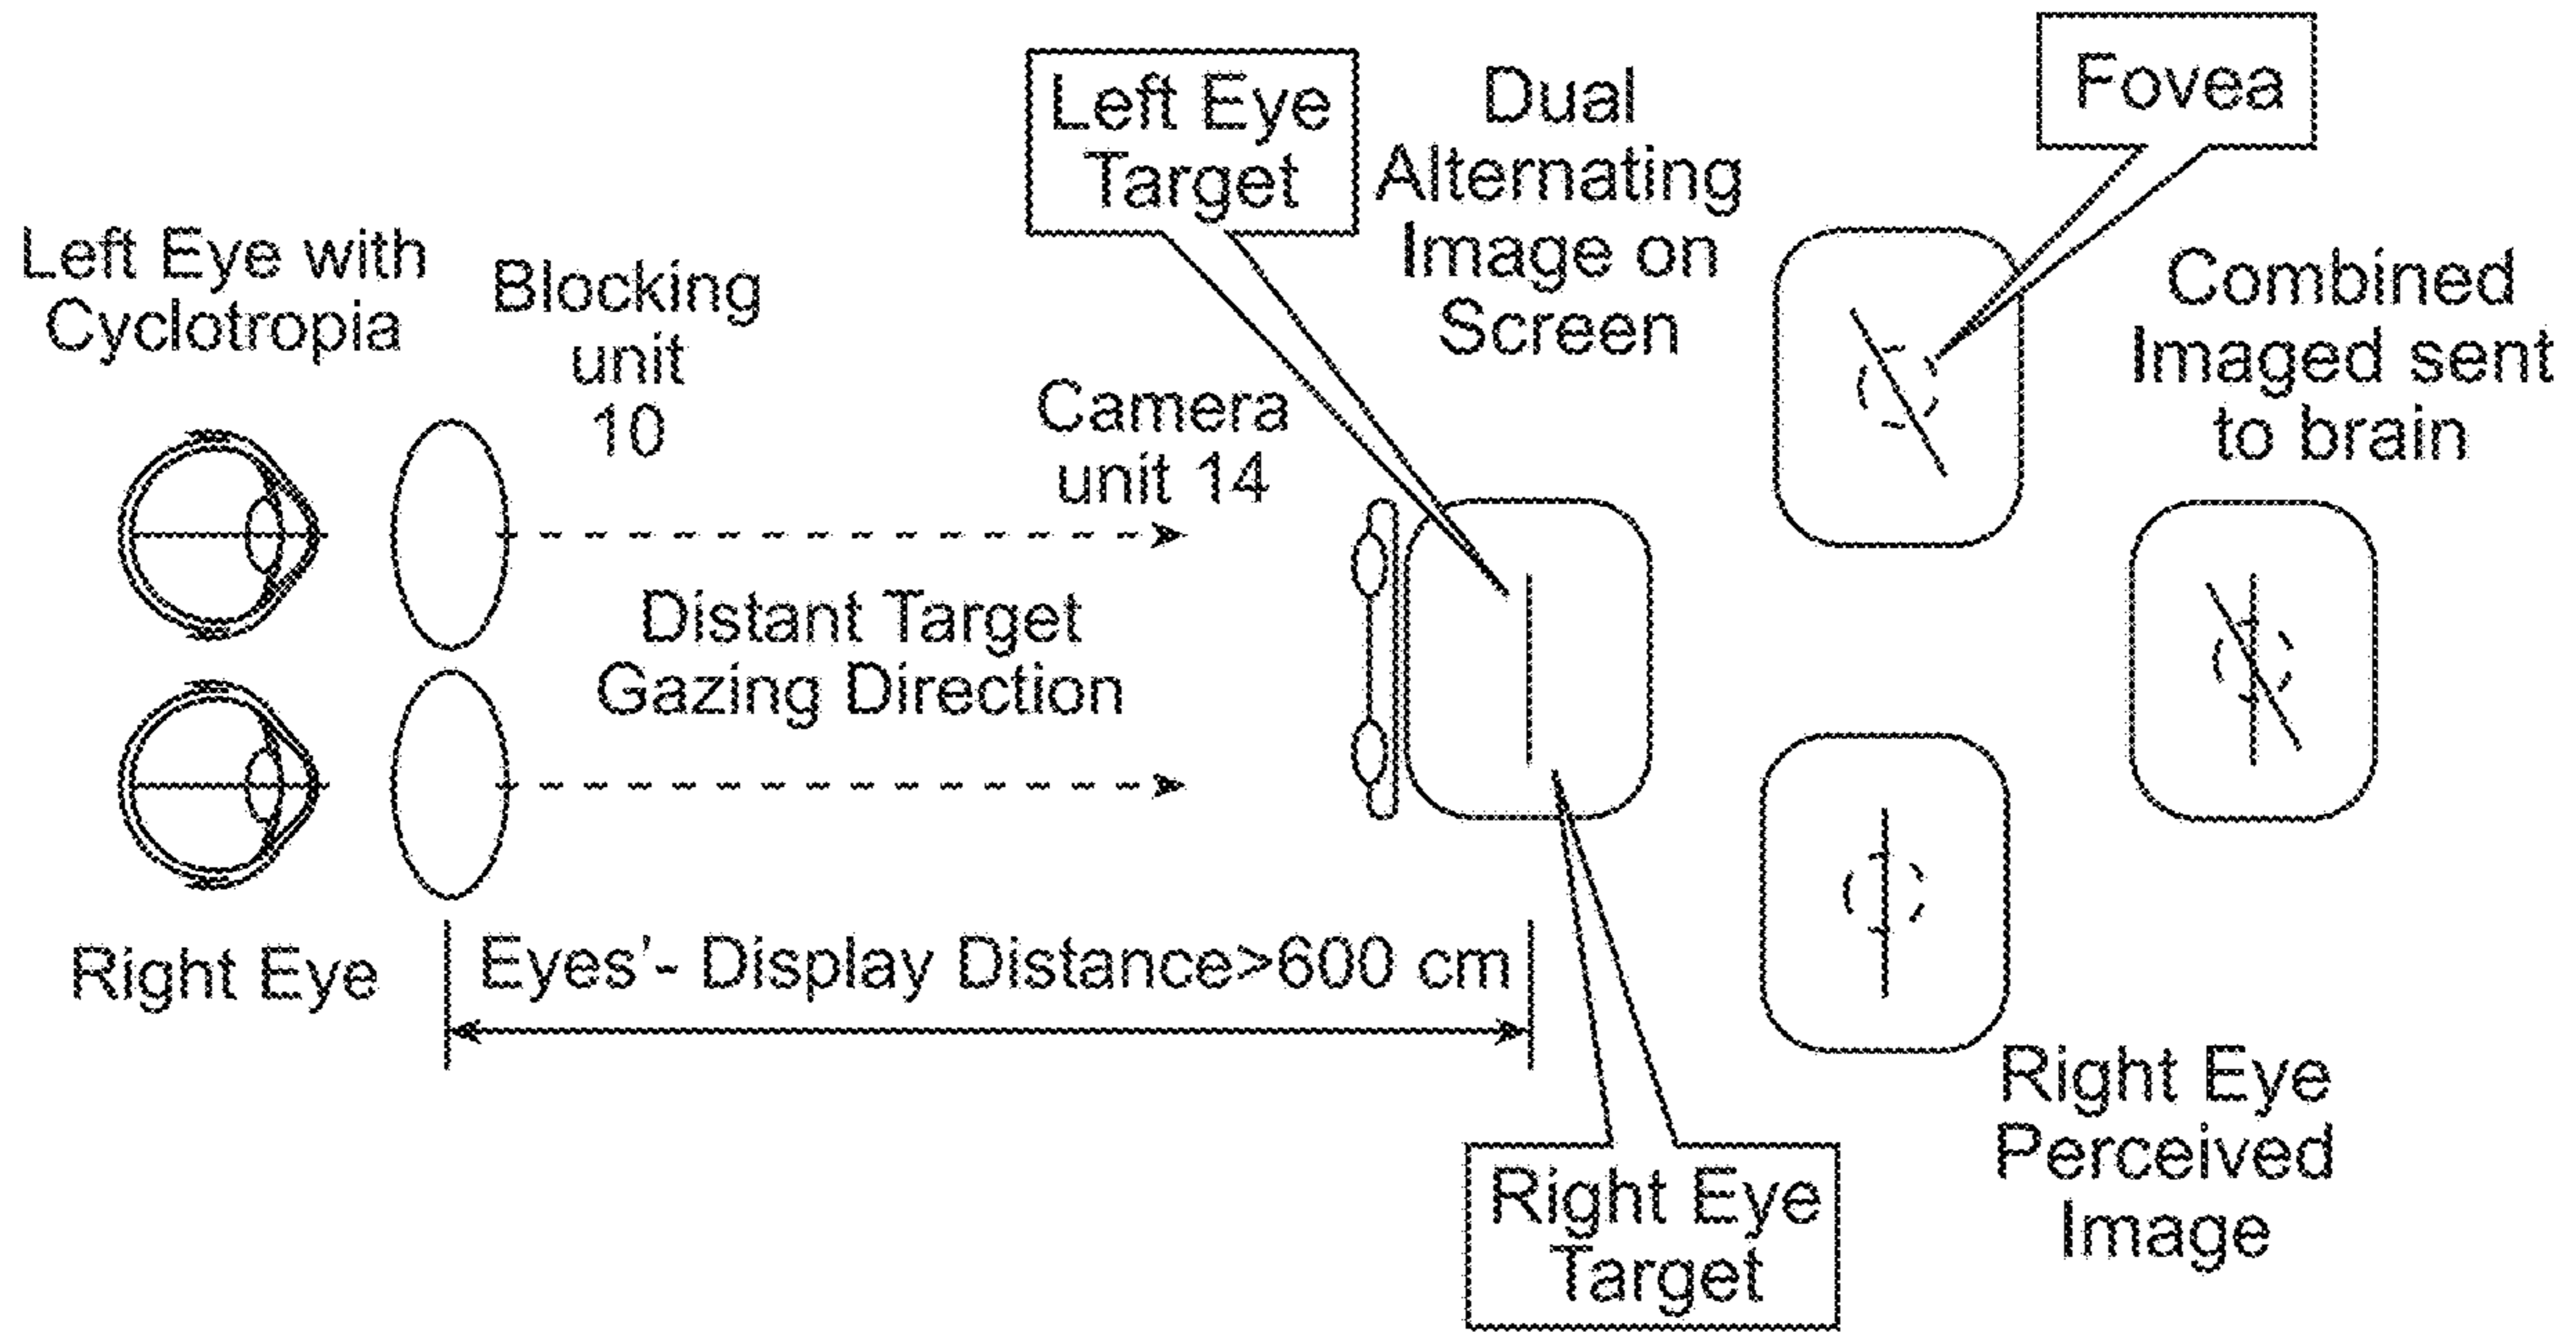 Left Eye with
Cyclotropia
Blocking
unit
10
Left Eye
Target
Dual
Alternating
Image on
Screen
Fovea
Camera
unit 14
Combined
Imaged sent
to brain
Distant Target
Gazing Direction
Right Eye
Eyes'- Display Distance>600 cm
Right Eye
Target
Right Eye
Perceived
Image